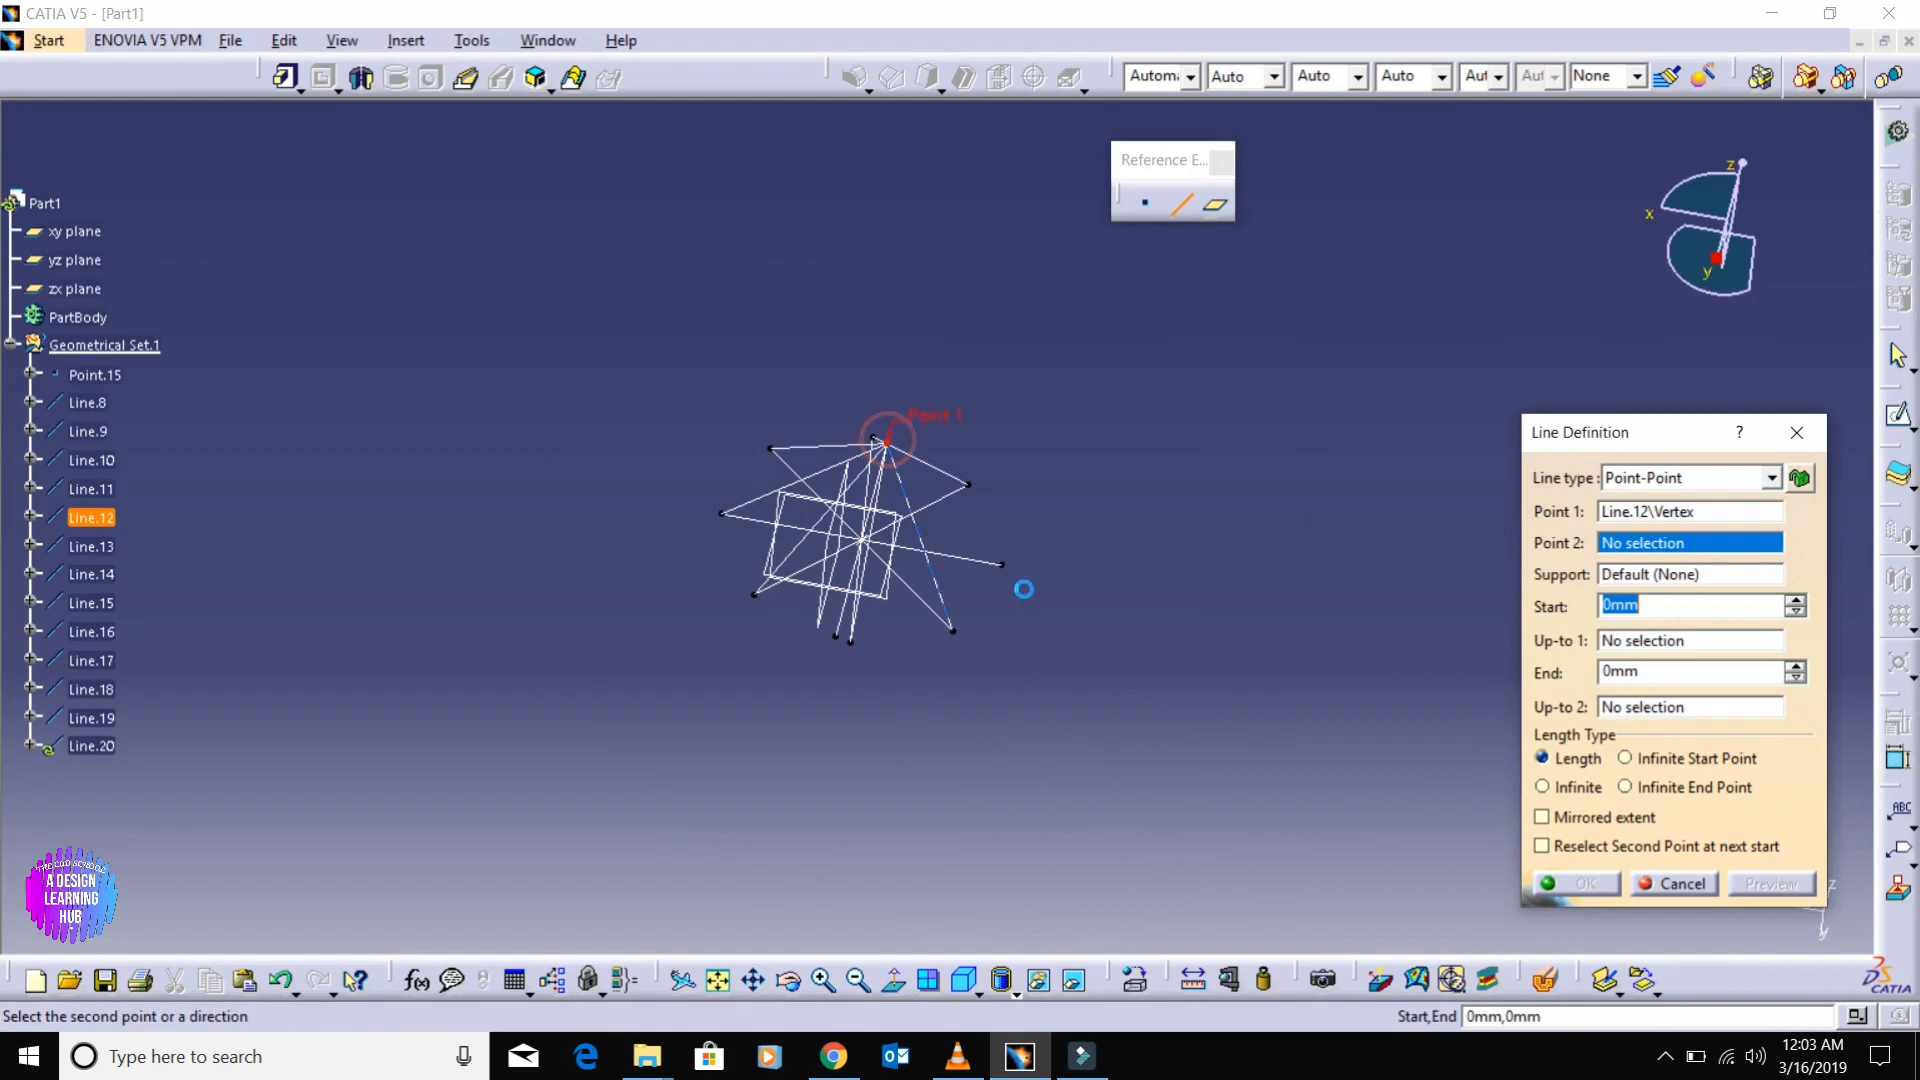 CATIA V5 - [Part1]
Start ENOVIA V5 VPM File Edit View Insert Tools Window Help
Auto Auto Auto None
Reference E...
z
x
y
Part1
xy plane
yz plane
zx plane
PartBody
Geometrical Set.1
Point.15
Line.8
Line.9
Line.10
Line.11
Line.12
Line.13
Line.14
Line.15
Line.16
Line.17
Line.18
Line.19
Line.20
Point 1
Line Definition ?
Line type : Point-Point
Point 1: Line.12\Vertex
Point 2: No selection
Support: Default (None)
Start: 0mm
Up-to 1: No selection
End: 0mm
Up-to 2: No selection
Length Type
Length Infinite Start Point
Infinite Infinite End Point
Mirrored extent
Reselect Second Point at next start
OK Cancel Preview
z
y
ABC
THE CAD SCHOOL
A DESIGN
LEARNING
HUB
f(x)
CATIA
Select the second point or a direction
Start,End 0mm,0mm
Type here to search
12:03 AM
3/16/2019